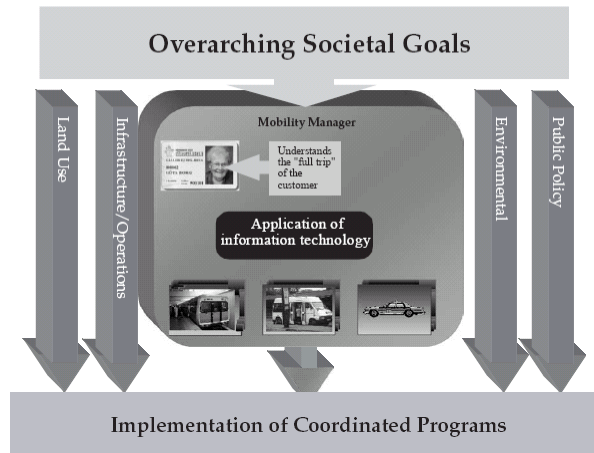 Overarching Societal Goals
Land Use
Infrastructure/Operations
Mobility Manager
Understands
the "full trip"
of the
customer
Application of
information technology
Environmental
Public Policy
Implementation of Coordinated Programs